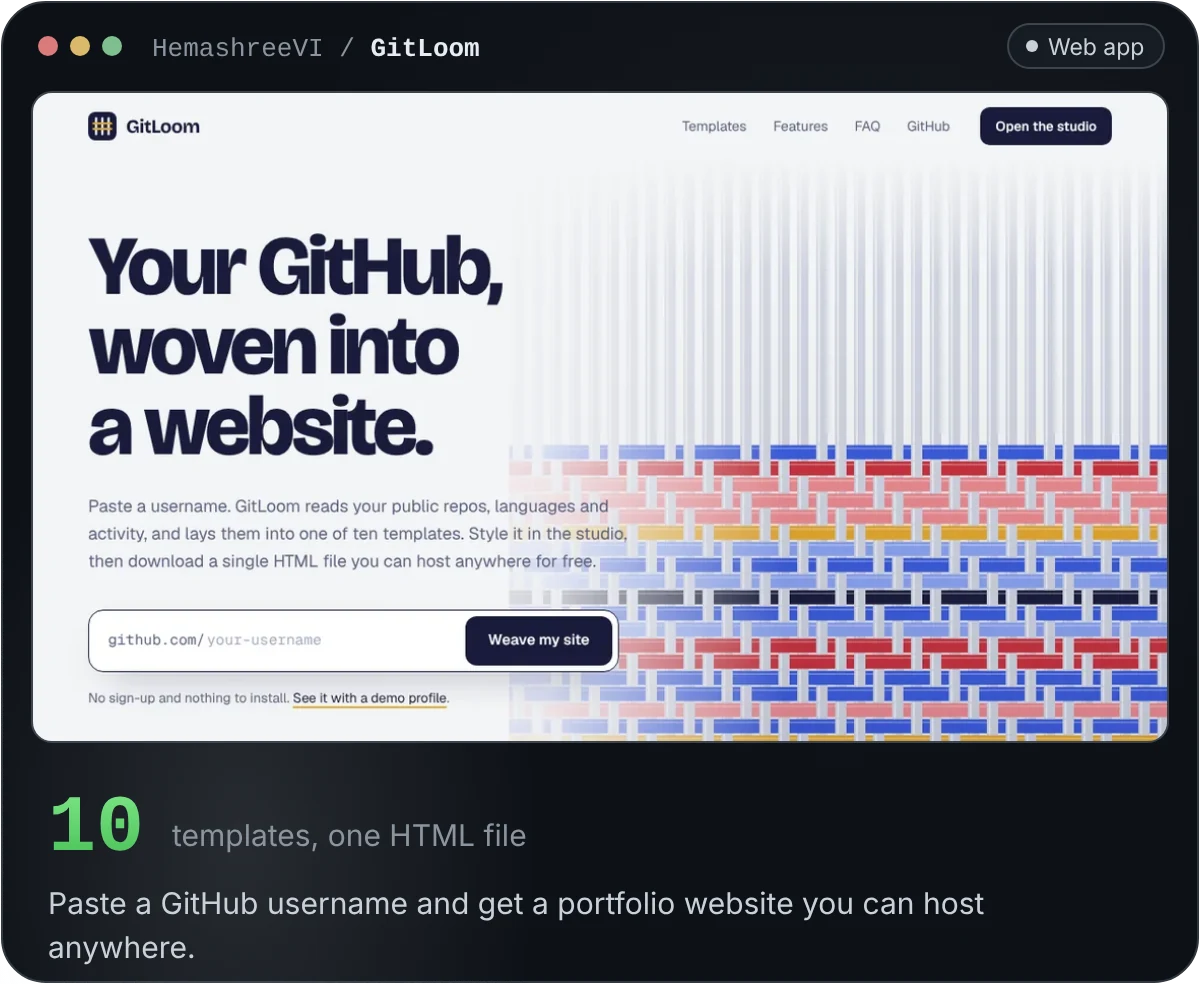 HemashreeVI / GitLoom
Web app
GitLoom
Templates
Features
FAQ
GitHub
Open the studio
Your GitHub,
woven into
a website.
Paste a username. GitLoom reads your public repos, languages and
activity, and lays them into one of ten templates. Style it in the studio,
then download a single HTML file you can host anywhere for free.
github.com/your-username
Weave my site
No sign-up and nothing to install. See it with a demo profile.
10 templates, one HTML file
Paste a GitHub username and get a portfolio website you can host
anywhere.